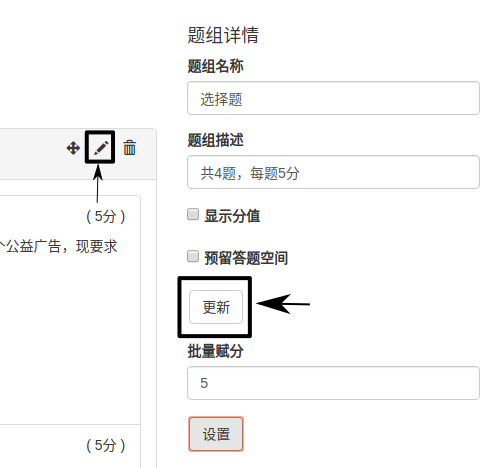 题组详情
题组名称
选择题
题组描述
共4题，每题5分
显示分值
预留答题空间
更新
批量赋分
5
设置
( 5分 )
个公益广告，现要求
( 5分 )